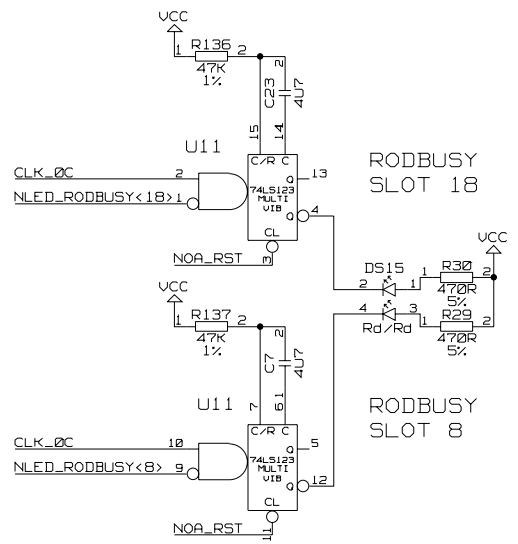 VCC
1 R136 2
47K
1%
2
C23
4U7
15
14
U11
RODBUSY
SLOT 18
CLK_0C 2
NLED_RODBUSY<18> 1
C/R C
Q 13
74LS123
MULTI
VIB
Q 4
CL
3
NOA_RST
VCC
DS15
2 1
1 R30 2
470R
5%
4 3
Rd/Rd
R29
1 2
470R
5%
VCC
1 R137 2
47K
1%
2
C7
4U7
7
6 1
U11
RODBUSY
SLOT 8
CLK_0C 10
NLED_RODBUSY<8> 9
C/R C
Q 5
74LS123
MULTI
VIB
Q 12
CL
11
NOA_RST